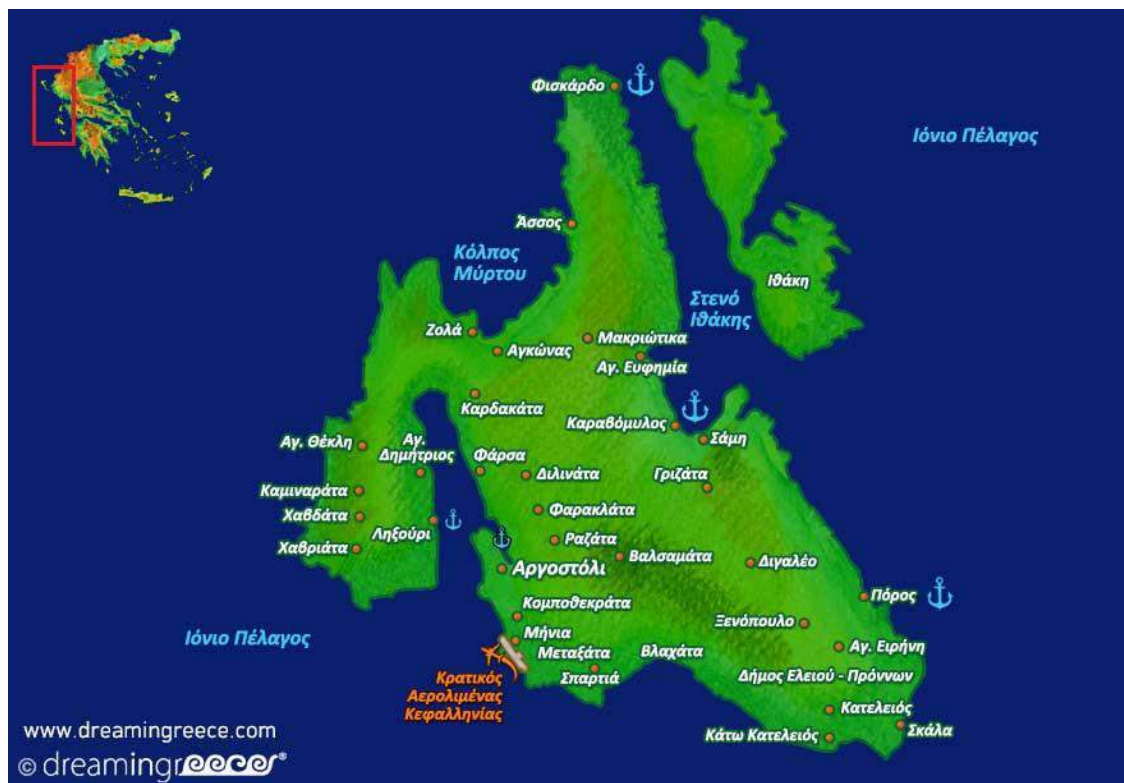 Φισκάρδο
Ιόνιο Πέλαγος
Άσσος
Κόλπος
Μύρτου
Ιθάκη
Στενό
Ιθάκης
Ζολά
Μακριώτικα
Αγκώνας
Αγ. Ευφημία
Καρδακάτα
Καραβόμυλος
Σάμη
Αγ. Θέκλη
Αγ.
Δημήτριος
Φάρσα
Διλινάτα
Γριζάτα
Καμιναράτα
Φαρακλάτα
Χαβδάτα
Ληξούρι
Ραζάτα
Χαβριάτα
Βαλσαμάτα
Διγαλέο
Αργοστόλι
Πόρος
Κομποθεκράτα
Ξενόπουλο
Ιόνιο Πέλαγος
Μήνια
Μεταξάτα
Βλαχάτα
Αγ. Ειρήνη
Σπαρτιά
Δήμος Ελειού - Πρόννων
Κρατικός
Αερολιμένας
Κεφαλληνίας
Κατελειός
Σκάλα
Κάτω Κατελειός
www.dreamingreece.com
© dreamingreece®